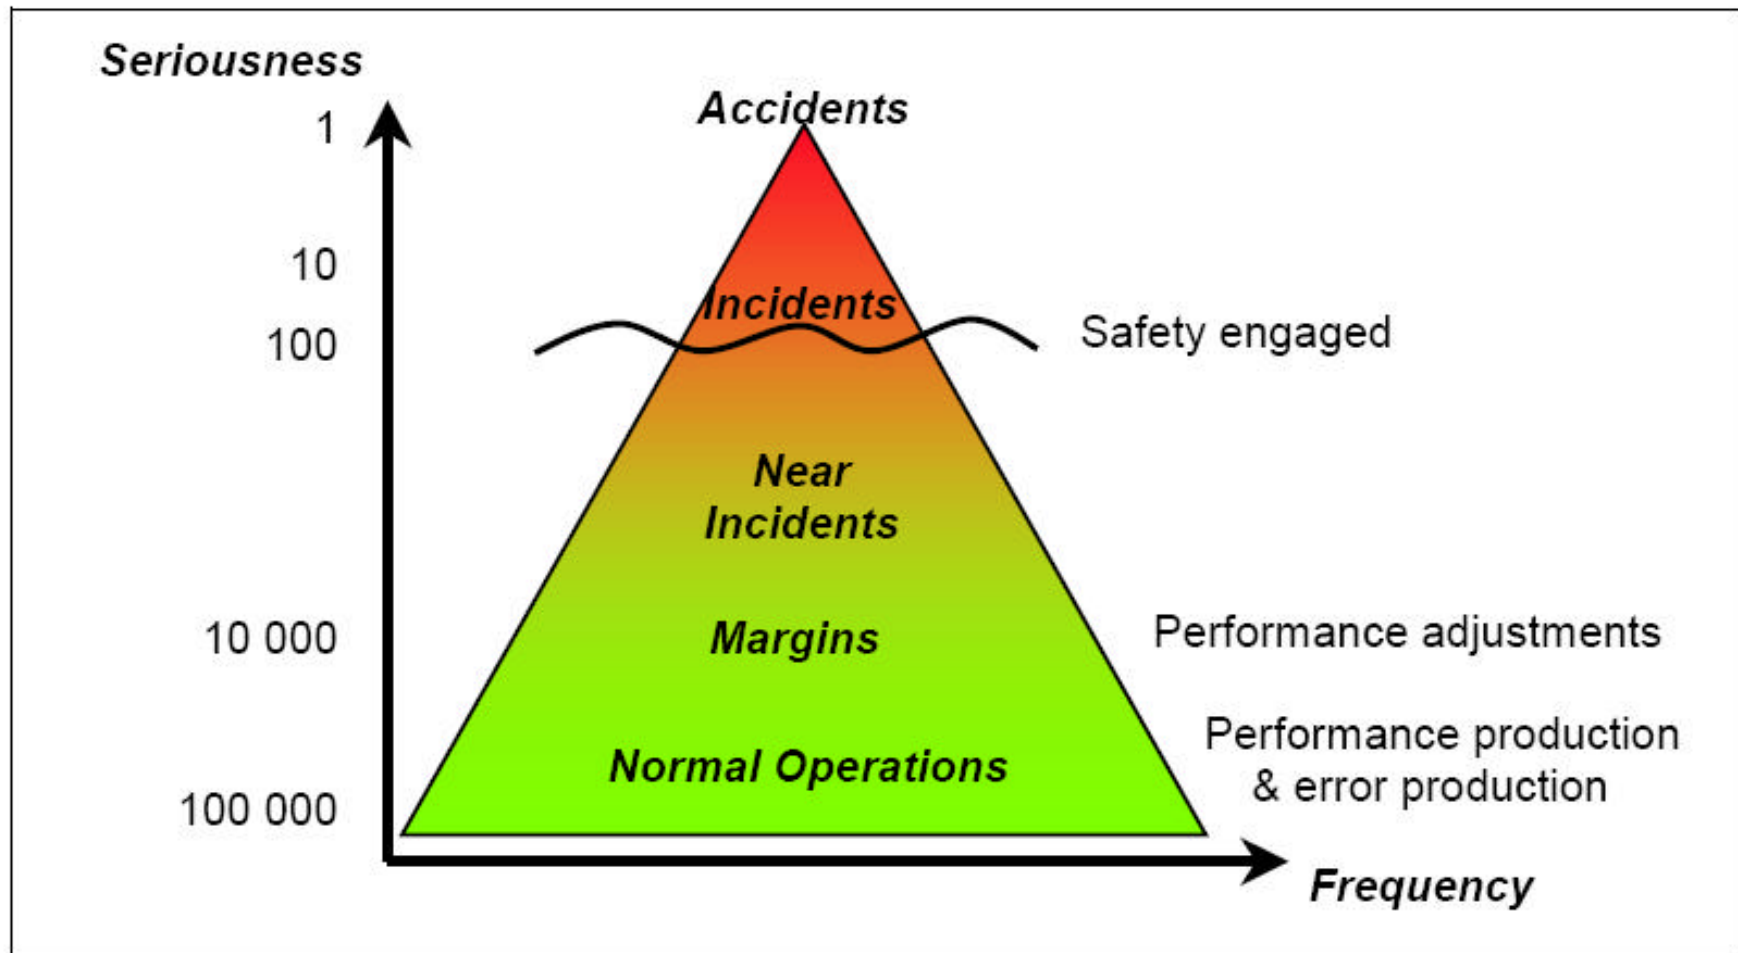 Seriousness
1
Accidents
10
Incidents
100
Safety engaged
Near
Incidents
10 000
Margins
Performance adjustments
Normal Operations
Performance production
& error production
100 000
Frequency